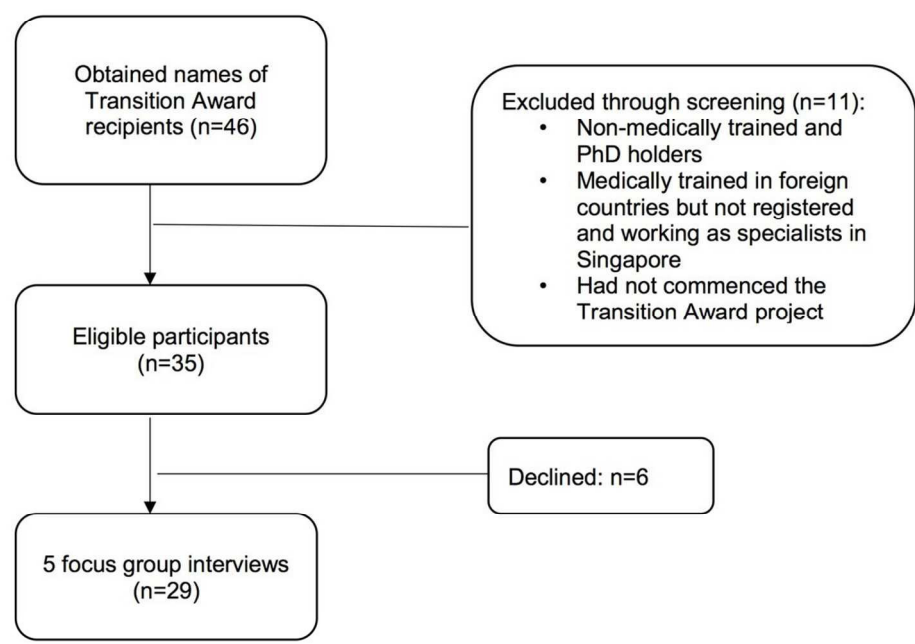 Obtained names of
Transition Award
recipients (n=46)
Excluded through screening (n=11):
• Non-medically trained and
PhD holders
• Medically trained in foreign
countries but not registered
and working as specialists in
Singapore
• Had not commenced the
Transition Award project
Eligible participants
(n=35)
Declined: n=6
5 focus group interviews
(n=29)